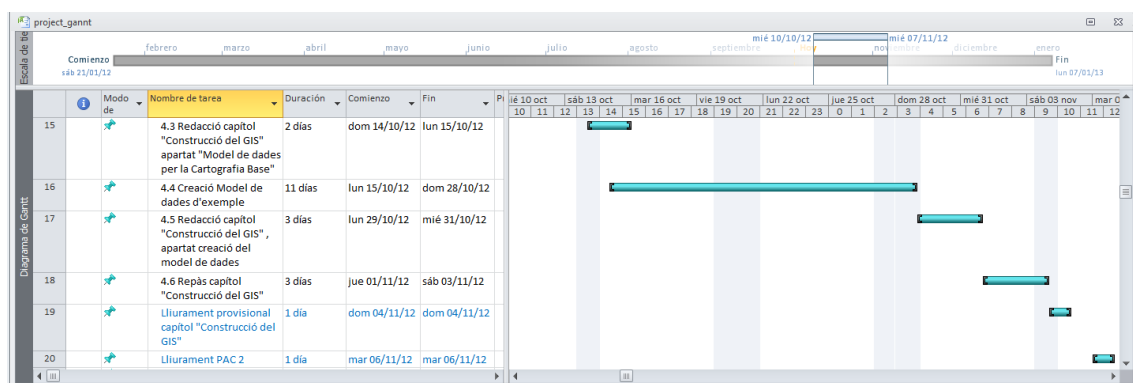 project_gannt
Escala de tie
mié 10/10/12 mié 07/11/12
febrero marzo abril mayo junio julio agosto septiembre Hoy noviembre diciembre enero
Comienzo Fin
sáb 21/01/12 lun 07/01/13
Modo de Nombre de tarea Duración Comienzo Fin
ié 10 oct sáb 13 oct mar 16 oct vie 19 oct lun 22 oct jue 25 oct dom 28 oct mié 31 oct sáb 03 nov mar 0
10 11 12 13 14 15 16 17 18 19 20 21 22 23 0 1 2 3 4 5 6 7 8 9 10 11 12
Diagrama de Gantt
15 4.3 Redacció capítol 2 días dom 14/10/12 lun 15/10/12
"Construcció del GIS"
apartat "Model de dades
per la Cartografia Base"
16 4.4 Creació Model de 11 días lun 15/10/12 dom 28/10/12
dades d'exemple
17 4.5 Redacció capítol 3 días lun 29/10/12 mié 31/10/12
"Construcció del GIS" ,
apartat creació del
model de dades
18 4.6 Repàs capítol 3 días jue 01/11/12 sáb 03/11/12
"Construcció del GIS"
19 Lliurament provisional 1 día dom 04/11/12 dom 04/11/12
capítol "Construcció del
GIS"
20 Lliurament PAC 2 1 día mar 06/11/12 mar 06/11/12